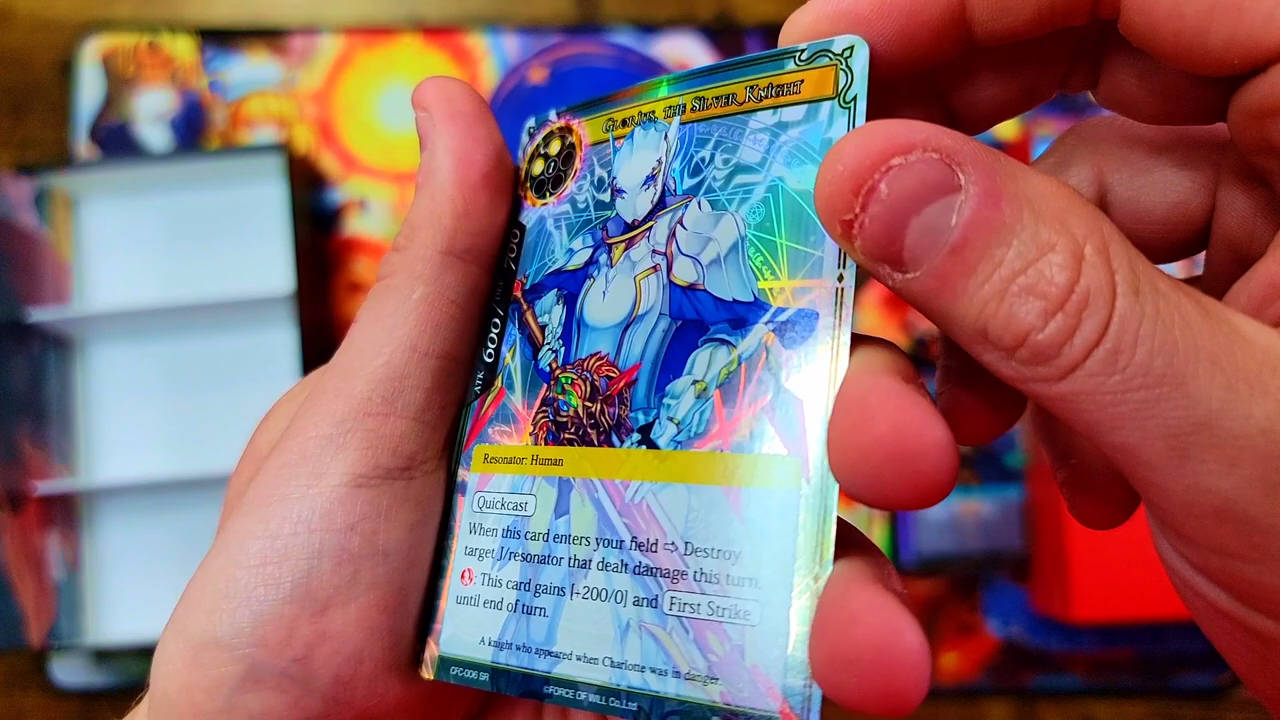 GLORIUS, THE SILVER KNIGHT
1
ATK 600 / DEF 700
Resonator: Human
Quickcast
When this card enters your field ⇨ Destroy
target J/resonator that dealt damage this turn.
: This card gains [+200/0] and First Strike
until end of turn.
A knight who appeared when Charlotte was in danger.
CFC-006 SR
©FORCE OF WILL Co.,Ltd.